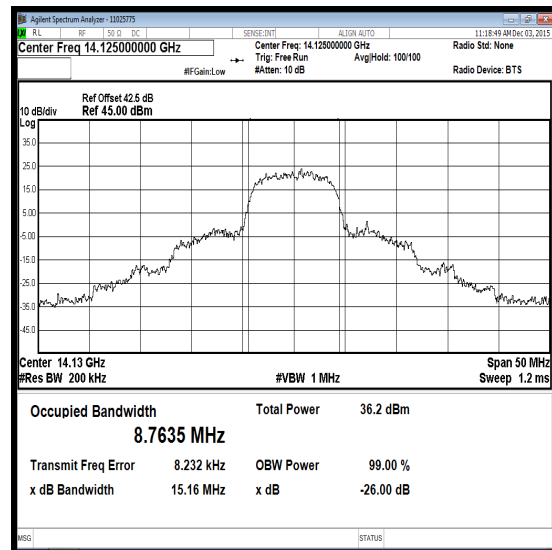 Agilent Spectrum Analyzer - 11025775
RL RF 50 Ω DC SENSE:INT ALIGN AUTO 11:18:49 AM Dec 03, 2015
Center Freq 14.125000000 GHz Center Freq: 14.125000000 GHz Radio Std: None
Trig: Free Run Avg|Hold: 100/100
#IFGain:Low #Atten: 10 dB Radio Device: BTS
Ref Offset 42.5 dB
10 dB/div Ref 45.00 dBm
Log
35.0
25.0
15.0
5.00
-5.00
-15.0
-25.0
-35.0
-45.0
Center 14.13 GHz Span 50 MHz
#Res BW 200 kHz #VBW 1 MHz Sweep 1.2 ms
Occupied Bandwidth Total Power 36.2 dBm
8.7635 MHz
Transmit Freq Error 8.232 kHz OBW Power 99.00 %
x dB Bandwidth 15.16 MHz x dB -26.00 dB
MSG STATUS